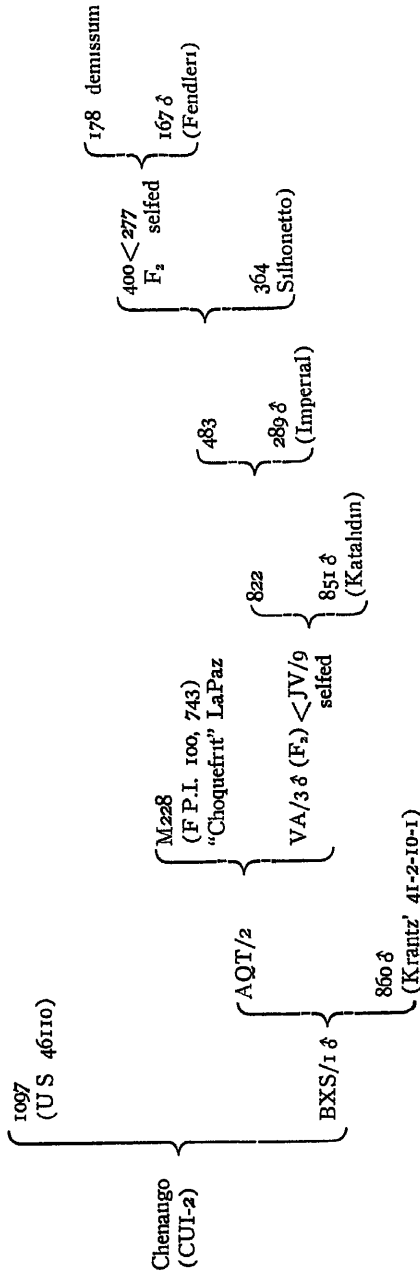 Chenango
(CUI-2)
1097
(U S 46110)
BXS/1 ♂
AQT/2
860 ♂
(Krantz' 41-2-10-1)
M228
(F P.I. 100, 743)
"Choquefrit" LaPaz
VA/3 ♂ (F₂) < JV/9
selfed
822
851 ♂
(Katahdin)
483
289 ♂
(Imperial)
400 < 277
F₂ selfed
364
Silhonetto)
178 demissum
167 ♂
(Fendleri)